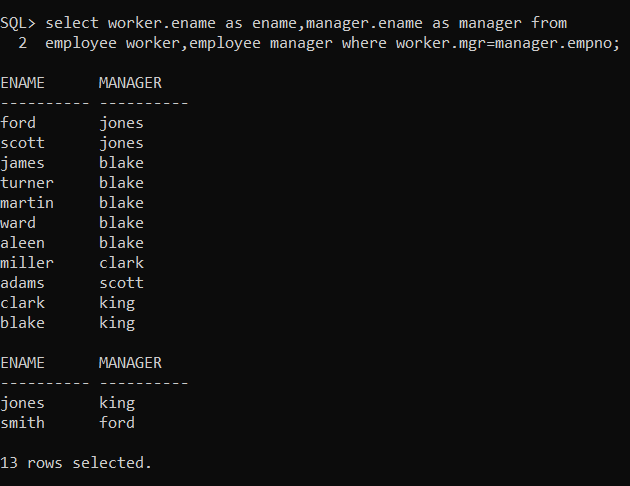 SQL> select worker.ename as ename,manager.ename as manager from
  2  employee worker,employee manager where worker.mgr=manager.empno;
ENAME      MANAGER
---------- ----------
ford       jones
scott      jones
james      blake
turner     blake
martin     blake
ward       blake
aleen      blake
miller     clark
adams      scott
clark      king
blake      king
ENAME      MANAGER
---------- ----------
jones      king
smith      ford
13 rows selected.